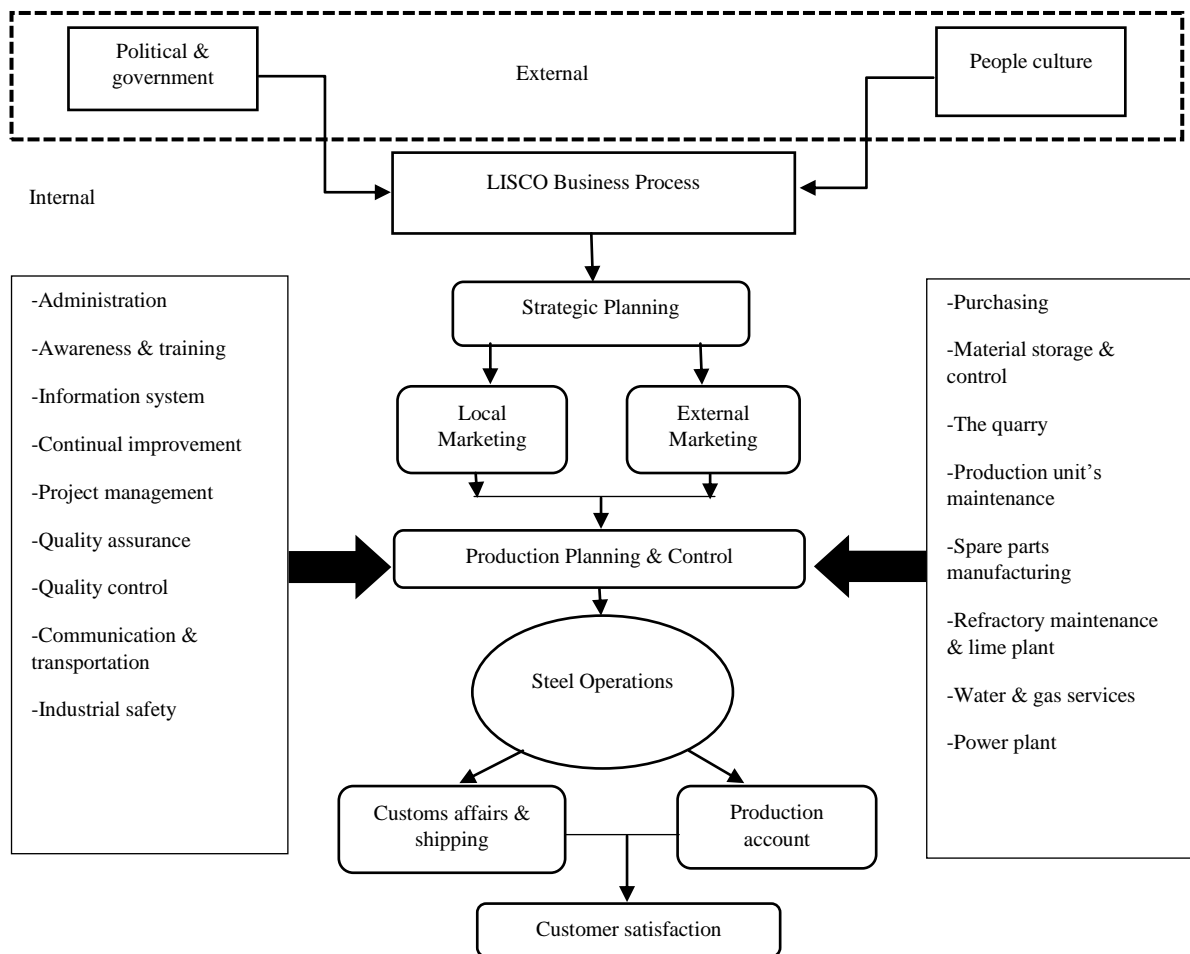 Political &
government
External
People culture
LISCO Business Process
Internal
-Administration
-Awareness & training
-Information system
-Continual improvement
-Project management
-Quality assurance
-Quality control
-Communication &
transportation
-Industrial safety
Strategic Planning
Local
Marketing
External
Marketing
Production Planning & Control
Steel Operations
Customs affairs &
shipping
Production
account
Customer satisfaction
-Purchasing
-Material storage &
control
-The quarry
-Production unit's
maintenance
-Spare parts
manufacturing
-Refractory maintenance
& lime plant
-Water & gas services
-Power plant